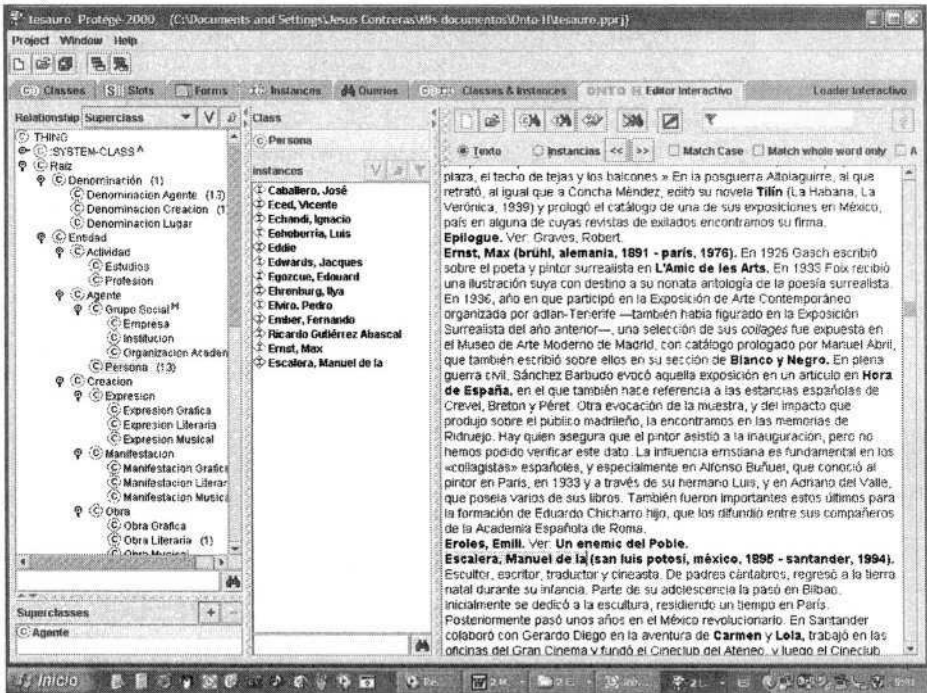 tesauro Protégé-2000 (C:\Documents and Settings\Jesus Contreras\Mis documentos\Onto-H\tesauro.pprj)
Project Window Help
Classes Slots Forms Instances Queries Classes & Instances ONTO H Editor Interactivo Loader Interactivo
Relationship Superclass
THING
:SYSTEM-CLASS A
Raiz
Denominación (1)
Denominacion Agente (13)
Denominacion Creacion (1
Denominacion Lugar
Entidad
Actividad
Estudios
Profesion
Agente
Grupo Social M
Empresa
Institucion
Organizacion Academ
Persona (13)
Creacion
Expresion
Expresion Grafica
Expresion Literaria
Expresion Musical
Manifestacion
Manifestacion Grafica
Manifestacion Literar
Manifestacion Musica
Obra
Obra Grafica
Obra Literaria (1)
Obra Musical
Superclasses
Agente
Class
Persona
Instances
Caballero, José
Eced, Vicente
Echandi, Ignacio
Echeberría, Luis
Eddie
Edwards, Jacques
Egozcue, Edouard
Ehrenburg, Ilya
Elviro, Pedro
Ember, Fernando
Ricardo Gutiérrez Abascal
Ernst, Max
Escalera, Manuel de la
Texto Instancias << >> Match Case Match whole word only A
plaza, el techo de tejas y los balcones.» En la posguerra Altolaguirre, al que
retrató, al igual que a Concha Méndez, editó su novela Tilín (La Habana, La
Verónica, 1939) y prologó el catálogo de una de sus exposiciones en México,
país en alguna de cuyas revistas de exilados encontramos su firma.
Epilogue. Ver: Graves, Robert.
Ernst, Max (brühl, alemania, 1891 - parís, 1976). En 1926 Gasch escribió
sobre el poeta y pintor surrealista en L'Amic de les Arts. En 1933 Foix recibió
una ilustración suya con destino a su nonata antología de la poesía surrealista.
En 1936, año en que participó en la Exposición de Arte Contemporáneo
organizada por adlan-Tenerife —también había figurado en la Exposición
Surrealista del año anterior—, una selección de sus collages fue expuesta en
el Museo de Arte Moderno de Madrid, con catálogo prologado por Manuel Abril,
que también escribió sobre ellos en su sección de Blanco y Negro. En plena
guerra civil, Sánchez Barbudo evocó aquella exposición en un artículo en Hora
de España, en el que también hace referencia a las estancias españolas de
Crevel, Breton y Péret. Otra evocación de la muestra, y del impacto que
produjo sobre el público madrileño, la encontramos en las memorias de
Ridruejo. Hay quien asegura que el pintor asistió a la inauguración, pero no
hemos podido verificar este dato. La influencia ernstiana es fundamental en los
«collagistas» españoles, y especialmente en Alfonso Buñuel, que conoció al
pintor en París, en 1933 y a través de su hermano Luis, y en Adriano del Valle,
que poseía varios de sus libros. También fueron importantes estos últimos para
la formación de Eduardo Chicharro hijo, que los difundió entre sus compañeros
de la Academia Española de Roma.
Eroles, Emili. Ver: Un enemic del Poble.
Escalera, Manuel de la (san luis potosí, méxico, 1895 - santander, 1994).
Escultor, escritor, traductor y cineasta. De padres cántabros, regresó a la tierra
natal durante su infancia. Parte de su adolescencia la pasó en Bilbao.
Inicialmente se dedicó a la escultura, residiendo un tiempo en París.
Posteriormente pasó unos años en el México revolucionario. En Santander
colaboró con Gerardo Diego en la aventura de Carmen y Lola, trabajó en las
oficinas del Gran Cinema y fundó el Cineclub del Ateneo, y luego el Cineclub
Inicio